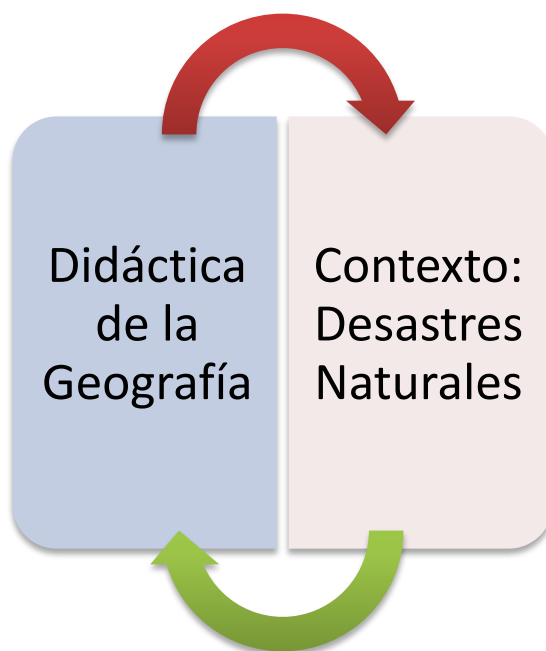 Didáctica
de la
Geografía
Contexto:
Desastres
Naturales